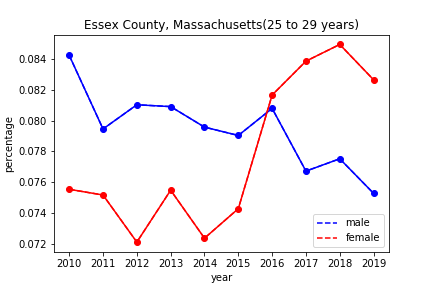 Essex County, Massachusetts(25 to 29 years)
percentage
0.084
0.082
0.080
0.078
0.076
0.074
0.072
2010 2011 2012 2013 2014 2015 2016 2017 2018 2019
year
male
female